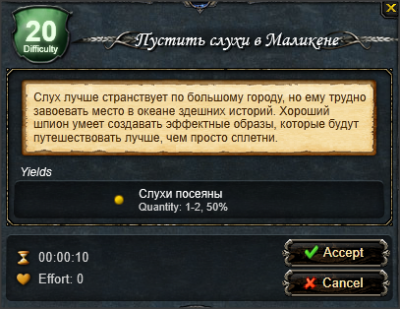 20
Difficulty
Пустить слухи в Маликене
Слух лучше странствует по большому городу, но ему трудно
завоевать место в океане здешних историй. Хороший
шпион умеет создавать эффектные образы, которые будут
путешествовать лучше, чем просто сплетни.
Yields
Слухи посеяны
Quantity: 1-2, 50%
00:00:10
Accept
Effort: 0
Cancel